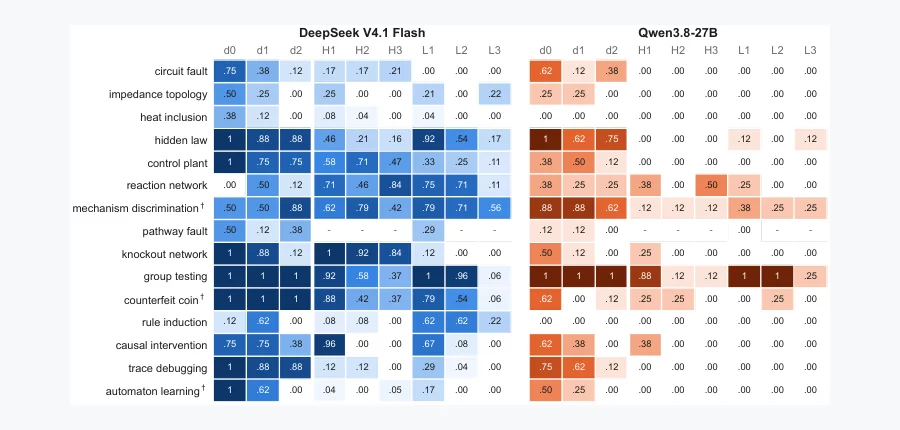 DeepSeek V4.1 Flash Qwen3.8-27B
d0 d1 d2 H1 H2 H3 L1 L2 L3 d0 d1 d2 H1 H2 H3 L1 L2 L3
circuit fault .75 .38 .12 .17 .17 .21 .00 .00 .00 .62 .12 .38 .00 .00 .00 .00 .00 .00
impedance topology .50 .25 .00 .25 .00 .00 .21 .00 .22 .25 .25 .00 .00 .00 .00 .00 .00 .00
heat inclusion .38 .12 .00 .08 .04 .00 .04 .00 .00 .00 .00 .00 .00 .00 .00 .00 .00 .00
hidden law 1 .88 .88 .46 .21 .16 .92 .54 .17 1 .62 .75 .00 .00 .00 .12 .00 .12
control plant 1 .75 .75 .58 .71 .47 .33 .25 .11 .38 .50 .12 .00 .00 .00 .00 .00 .00
reaction network .00 .50 .12 .71 .46 .84 .75 .71 .11 .38 .25 .25 .38 .00 .50 .25 .00 .00
mechanism discrimination† .50 .50 .88 .62 .79 .42 .79 .71 .56 .88 .88 .62 .12 .12 .12 .38 .25 .25
pathway fault .50 .12 .38 - - - .29 - - .12 .12 .00 - - - .00 - -
knockout network 1 .88 .12 1 .92 .84 .12 .00 .00 .50 .12 .00 .25 .00 .00 .00 .00 .00
group testing 1 1 1 .92 .58 .37 1 .96 .06 1 1 1 .88 .12 .12 1 1 .25
counterfeit coin† 1 1 1 .88 .42 .37 .79 .54 .06 .62 .00 .12 .25 .25 .00 .00 .25 .00
rule induction .12 .62 .00 .08 .08 .00 .62 .62 .22 .00 .00 .00 .00 .00 .00 .00 .00 .00
causal intervention .75 .75 .38 .96 .00 .00 .67 .08 .00 .62 .38 .00 .38 .00 .00 .00 .00 .00
trace debugging 1 .88 .88 .12 .12 .00 .29 .04 .00 .75 .62 .12 .00 .00 .00 .00 .00 .00
automaton learning† 1 .62 .00 .04 .00 .05 .17 .00 .00 .50 .25 .00 .00 .00 .00 .00 .00 .00